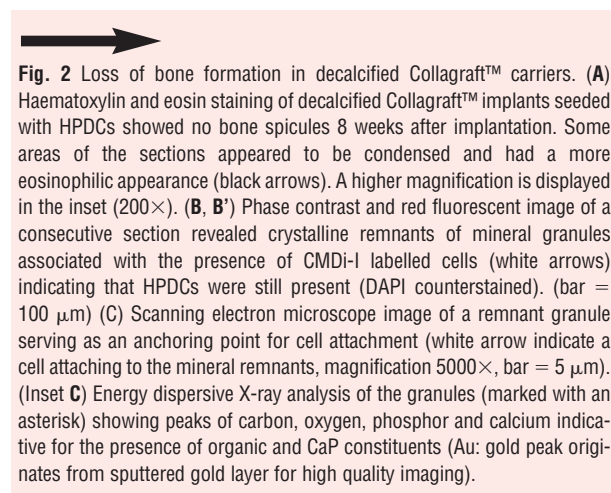 Fig. 2 Loss of bone formation in decalcified Collagraft™ carriers. (A)
Haematoxylin and eosin staining of decalcified Collagraft™ implants seeded
with HPDCs showed no bone spicules 8 weeks after implantation. Some
areas of the sections appeared to be condensed and had a more
eosinophilic appearance (black arrows). A higher magnification is displayed
in the inset (200×). (B, B’) Phase contrast and red fluorescent image of a
consecutive section revealed crystalline remnants of mineral granules
associated with the presence of CMDi-I labelled cells (white arrows)
indicating that HPDCs were still present (DAPI counterstained). (bar =
100 μm) (C) Scanning electron microscope image of a remnant granule
serving as an anchoring point for cell attachment (white arrow indicate a
cell attaching to the mineral remnants, magnification 5000×, bar = 5 μm).
(Inset C) Energy dispersive X-ray analysis of the granules (marked with an
asterisk) showing peaks of carbon, oxygen, phosphor and calcium indica-
tive for the presence of organic and CaP constituents (Au: gold peak origi-
nates from sputtered gold layer for high quality imaging).